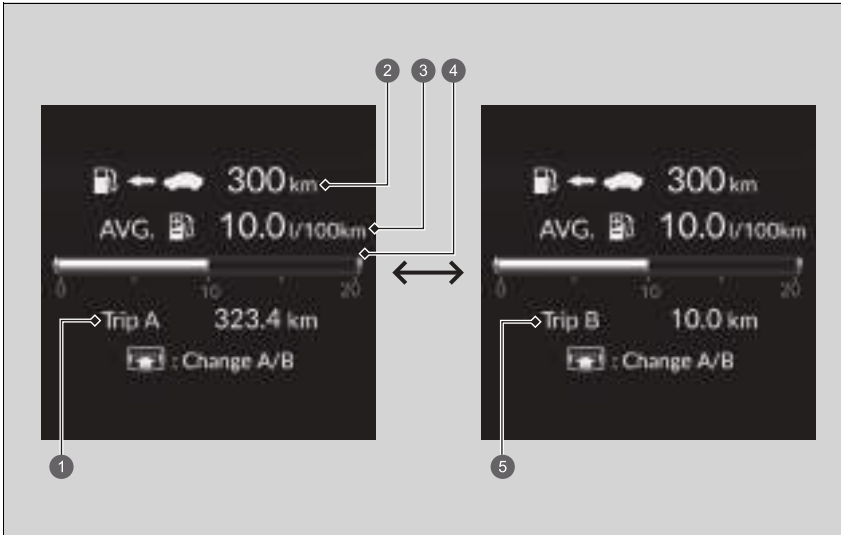 2 3 4
300 km
AVG. 10.0 l/100km
0 10 20
Trip A 323.4 km
: Change A/B
1
300 km
AVG. 10.0 l/100km
0 10 20
Trip B 10.0 km
: Change A/B
5